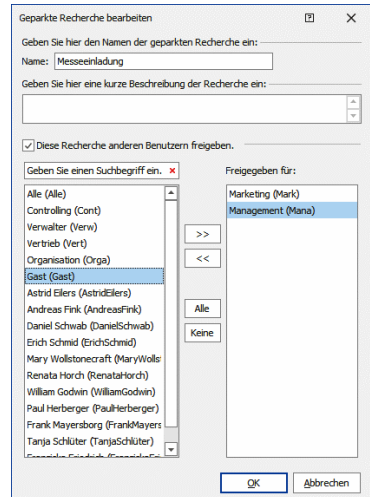 Geparkte Recherche bearbeiten
Geben Sie hier den Namen der geparkten Recherche ein:
Name: Messeeinladung
Geben Sie hier eine kurze Beschreibung der Recherche ein:
Diese Recherche anderen Benutzern freigeben.
Geben Sie einen Suchbegriff ein.
Alle (Alle)
Controlling (Cont)
Verwalter (Verw)
Vertrieb (Vert)
Organisation (Orga)
Gast (Gast)
Astrid Eilers (AstridEilers)
Andreas Fink (AndreasFink)
Daniel Schwab (DanielSchwab)
Erich Schmid (ErichSchmid)
Mary Wollstonecraft (MaryWollst
Renata Horch (RenataHorch)
William Godwin (WilliamGodwin)
Paul Herberger (PaulHerberger)
Frank Mayersborg (FrankMayers
Tanja Schlüter (TanjaSchlüter)
>>
<<
Alle
Keine
Freigegeben für:
Marketing (Mark)
Management (Mana)
OK
Abbrechen